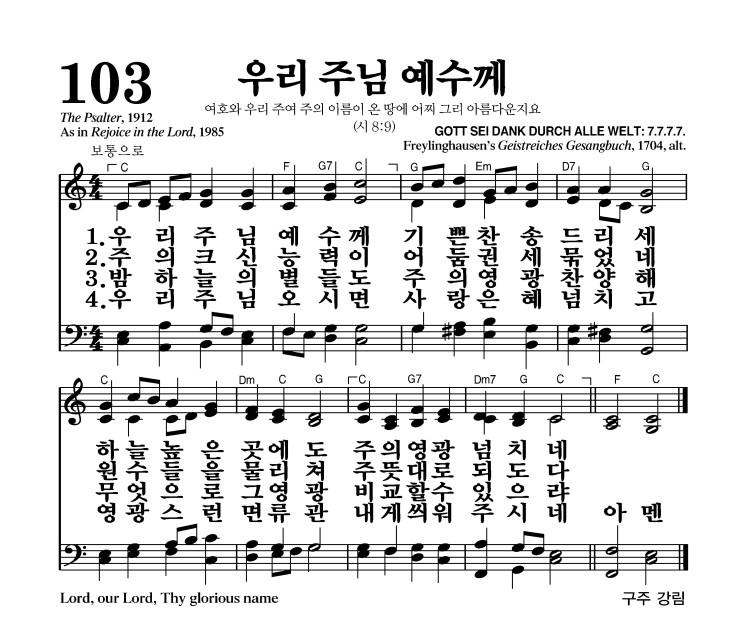 103
우리 주님 예수께
The Psalter, 1912
As in Rejoice in the Lord, 1985
여호와 우리 주여 주의 이름이 온 땅에 어찌 그리 아름다운지요
(시 8:9)
GOTT SEI DANK DURCH ALLE WELT: 7.7.7.7.
Freylinghausen's Geistreiches Gesangbuch, 1704, alt.
보통으로
C F G7 C G Em D7 G
1.우 리 주 님 예 수 께 기 쁜 찬 송 드 리 세
2.주 의 크 신 능 력 이 어 둠 권 세 묶 었 네
3.밤 하 늘 의 별 들 도 주 의 영 광 찬 양 해
4.우 리 주 님 오 시 면 사 랑 은 혜 넘 치 고
C Dm C G C G7 Dm7 G C F C
하 늘 높 은 곳 에 도 주 의 영 광 넘 치 네
원 수 들 을 물 리 쳐 주 뜻 대 로 되 도 다
무 엇 으 로 그 영 광 비 교 할 수 있 으 랴
영 광 스 런 면 류 관 내 게 씌 워 주 시 네 아 멘
Lord, our Lord, Thy glorious name
구주 강림